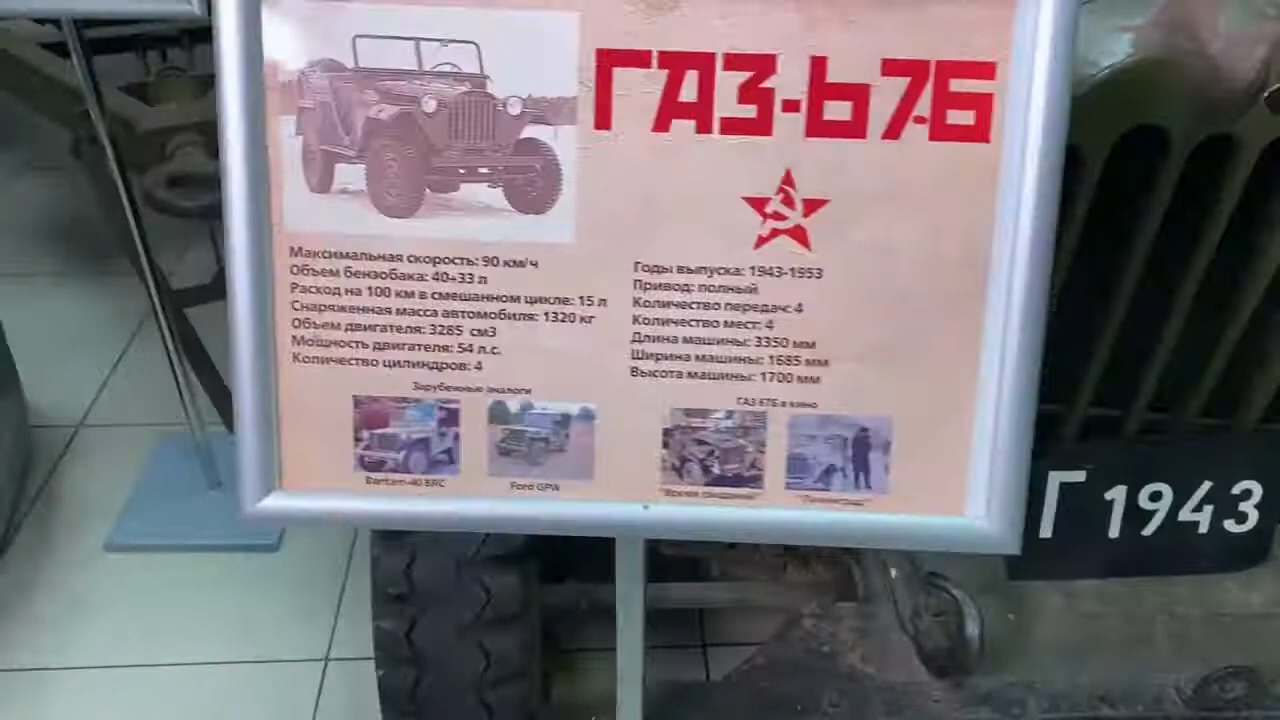 ГАЗ-67Б
Максимальная скорость: 90 км/ч
Объем бензобака: 40+33 л
Расход на 100 км в смешанном цикле: 15 л
Снаряженная масса автомобиля: 1320 кг
Объем двигателя: 3285 см3
Мощность двигателя: 54 л.с.
Количество цилиндров: 4
Годы выпуска: 1943-1953
Привод: полный
Количество передач: 4
Количество мест: 4
Длина машины: 3350 мм
Ширина машины: 1685 мм
Высота машины: 1700 мм
Зарубежные аналоги
Bantam-40 BRC
Ford GPW
ГАЗ 67Б в кино
Г 1943